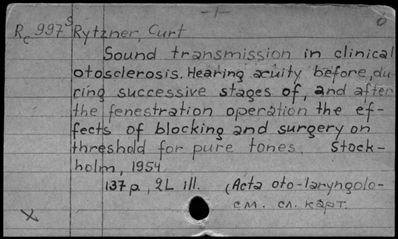 -1-
Rc 997 S Rytzner, Curt
Sound transmission in clinical
otosclerosis. Hearing acuity before, du-
ring successive stages of, and after
the fenestration operation the ef-
fects of blocking and surgery on
threshold for pure tones. Stock-
holm, 1954
137 p., 2L ill. (Acta oto-laryngolo-
см. сл. карт.